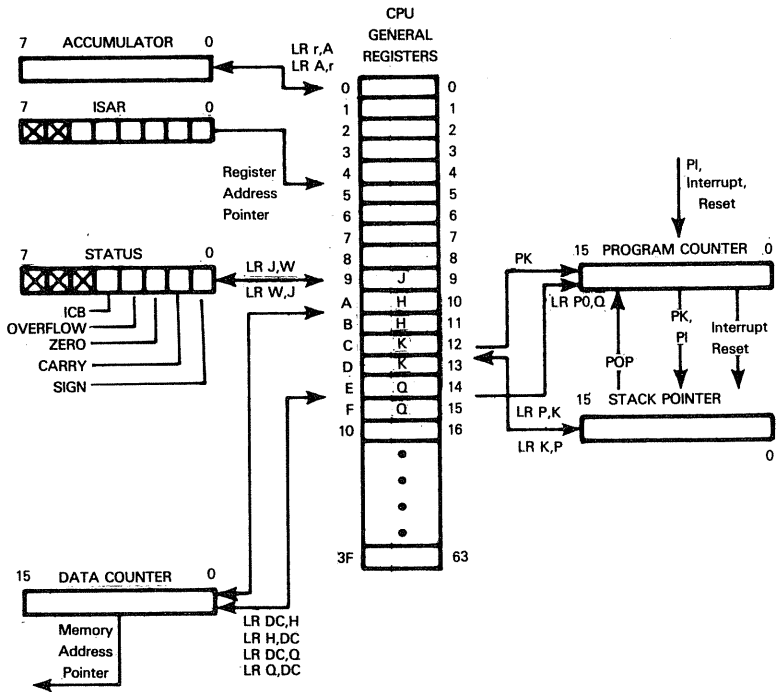 CPU
GENERAL
REGISTERS
7 ACCUMULATOR 0
LR r,A
LR A,r
7 ISAR 0
Register
Address
Pointer
7 STATUS 0
LR J,W
LR W,J
ICB
OVERFLOW
ZERO
CARRY
SIGN
0 0
1 1
2 2
3 3
4 4
5 5
6 6
7 7
8 8
9 J 9
A H 10
B H 11
C K 12
D K 13
E Q 14
F Q 15
10 16
3F 63
PI,
Interrupt,
Reset
15 PROGRAM COUNTER 0
PK
LR P0,Q
POP
PK,
PI
Interrupt
Reset
15 STACK POINTER
0
LR P,K
LR K,P
15 DATA COUNTER 0
Memory
Address
Pointer
LR DC,H
LR H,DC
LR DC,Q
LR Q,DC